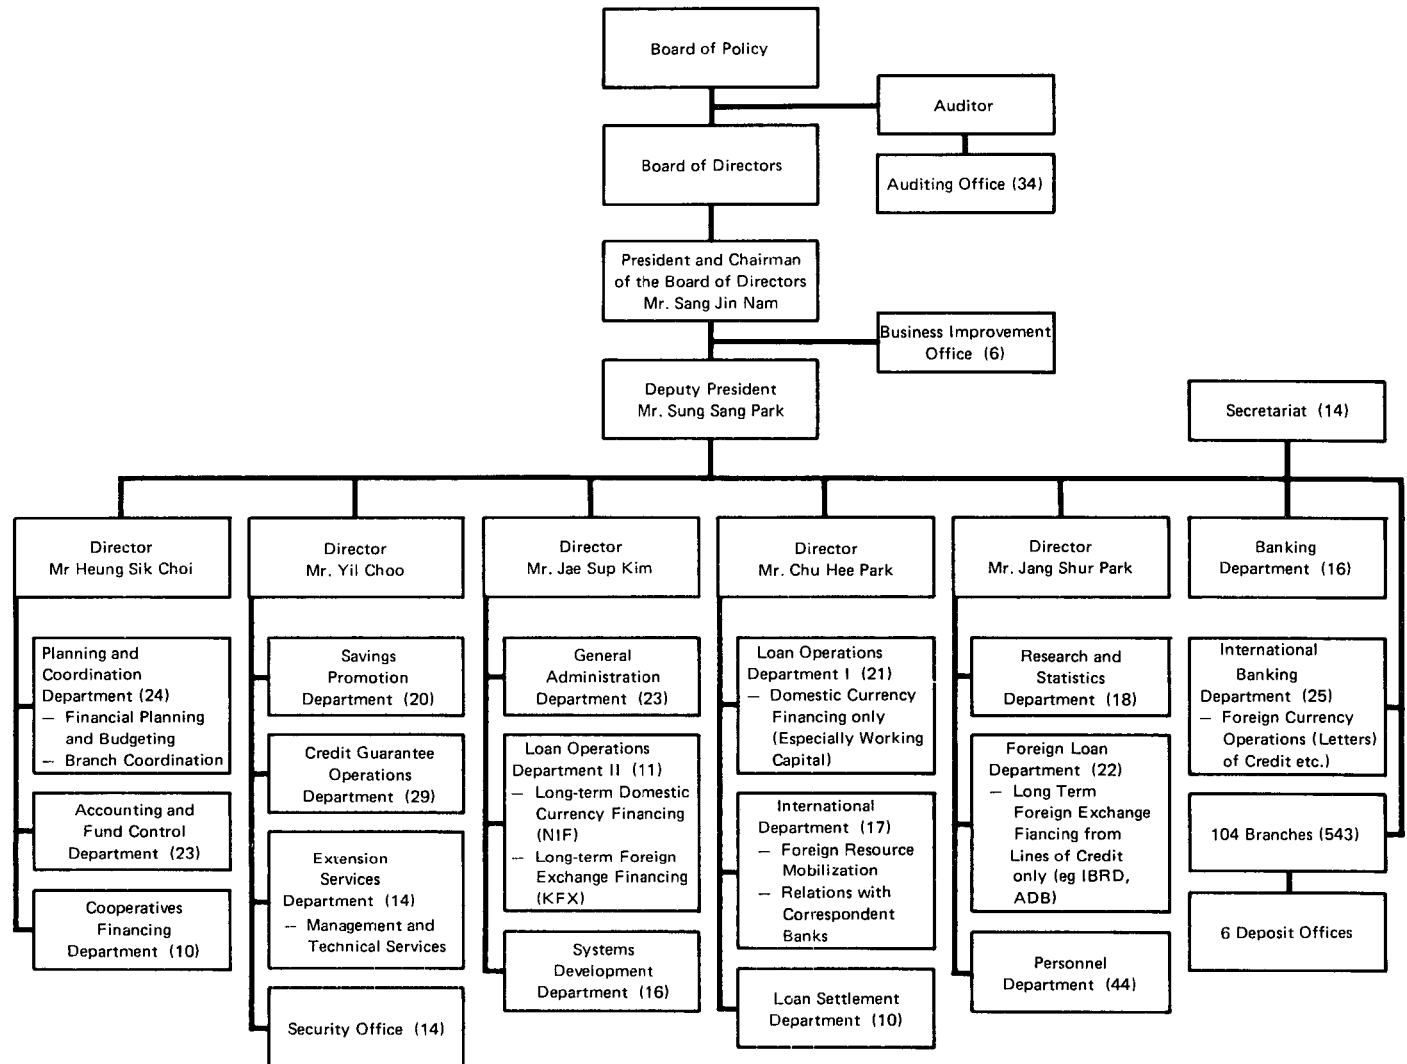 Board of Policy
Auditor
Board of Directors
Auditing Office (34)
President and Chairman
of the Board of Directors
Mr. Sang Jin Nam
Business Improvement
Office (6)
Deputy President
Mr. Sung Sang Park
Secretariat (14)
Director
Mr Heung Sik Choi
Director
Mr. Yil Choo
Director
Mr. Jae Sup Kim
Director
Mr. Chu Hee Park
Director
Mr. Jang Shur Park
Banking
Department (16)
Planning and
Coordination
Department (24)
– Financial Planning
and Budgeting
– Branch Coordination
Accounting and
Fund Control
Department (23)
Cooperatives
Financing
Department (10)
Savings
Promotion
Department (20)
Credit Guarantee
Operations
Department (29)
Extension
Services
Department (14)
– Management and
Technical Services
Security Office (14)
General
Administration
Department (23)
Loan Operations
Department II (11)
– Long-term Domestic
Currency Financing
(NIF)
– Long-term Foreign
Exchange Financing
(KFX)
Systems
Development
Department (16)
Loan Operations
Department I (21)
– Domestic Currency
Financing only
(Especially Working
Capital)
International
Department (17)
– Foreign Resource
Mobilization
– Relations with
Correspondent
Banks
Loan Settlement
Department (10)
Research and
Statistics
Department (18)
Foreign Loan
Department (22)
– Long Term
Foreign Exchange
Fiancing from
Lines of Credit
only (eg IBRD,
ADB)
Personnel
Department (44)
International
Banking
Department (25)
– Foreign Currency
Operations (Letters)
of Credit etc.)
104 Branches (543)
6 Deposit Offices